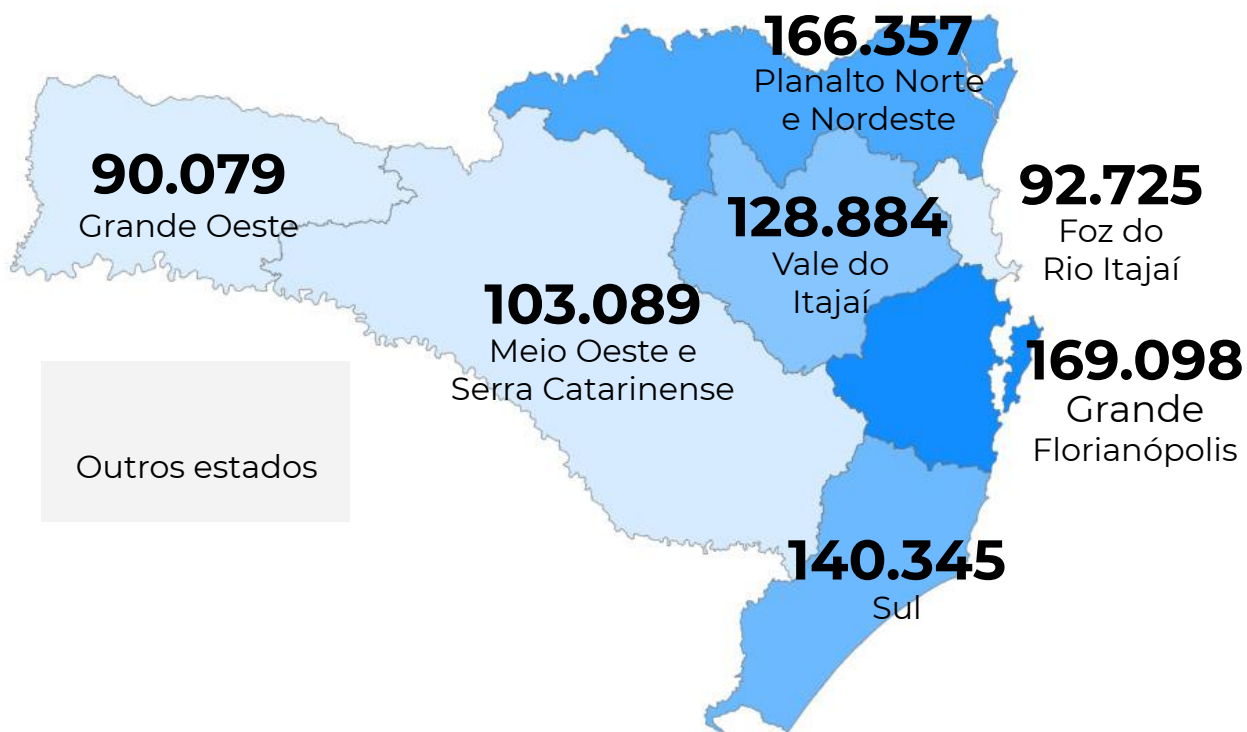 166.357
Planalto Norte
e Nordeste
90.079
Grande Oeste
92.725
Foz do
Rio Itajaí
128.884
Vale do
Itajaí
103.089
Meio Oeste e
Serra Catarinense
169.098
Grande
Florianópolis
Outros estados
140.345
Sul